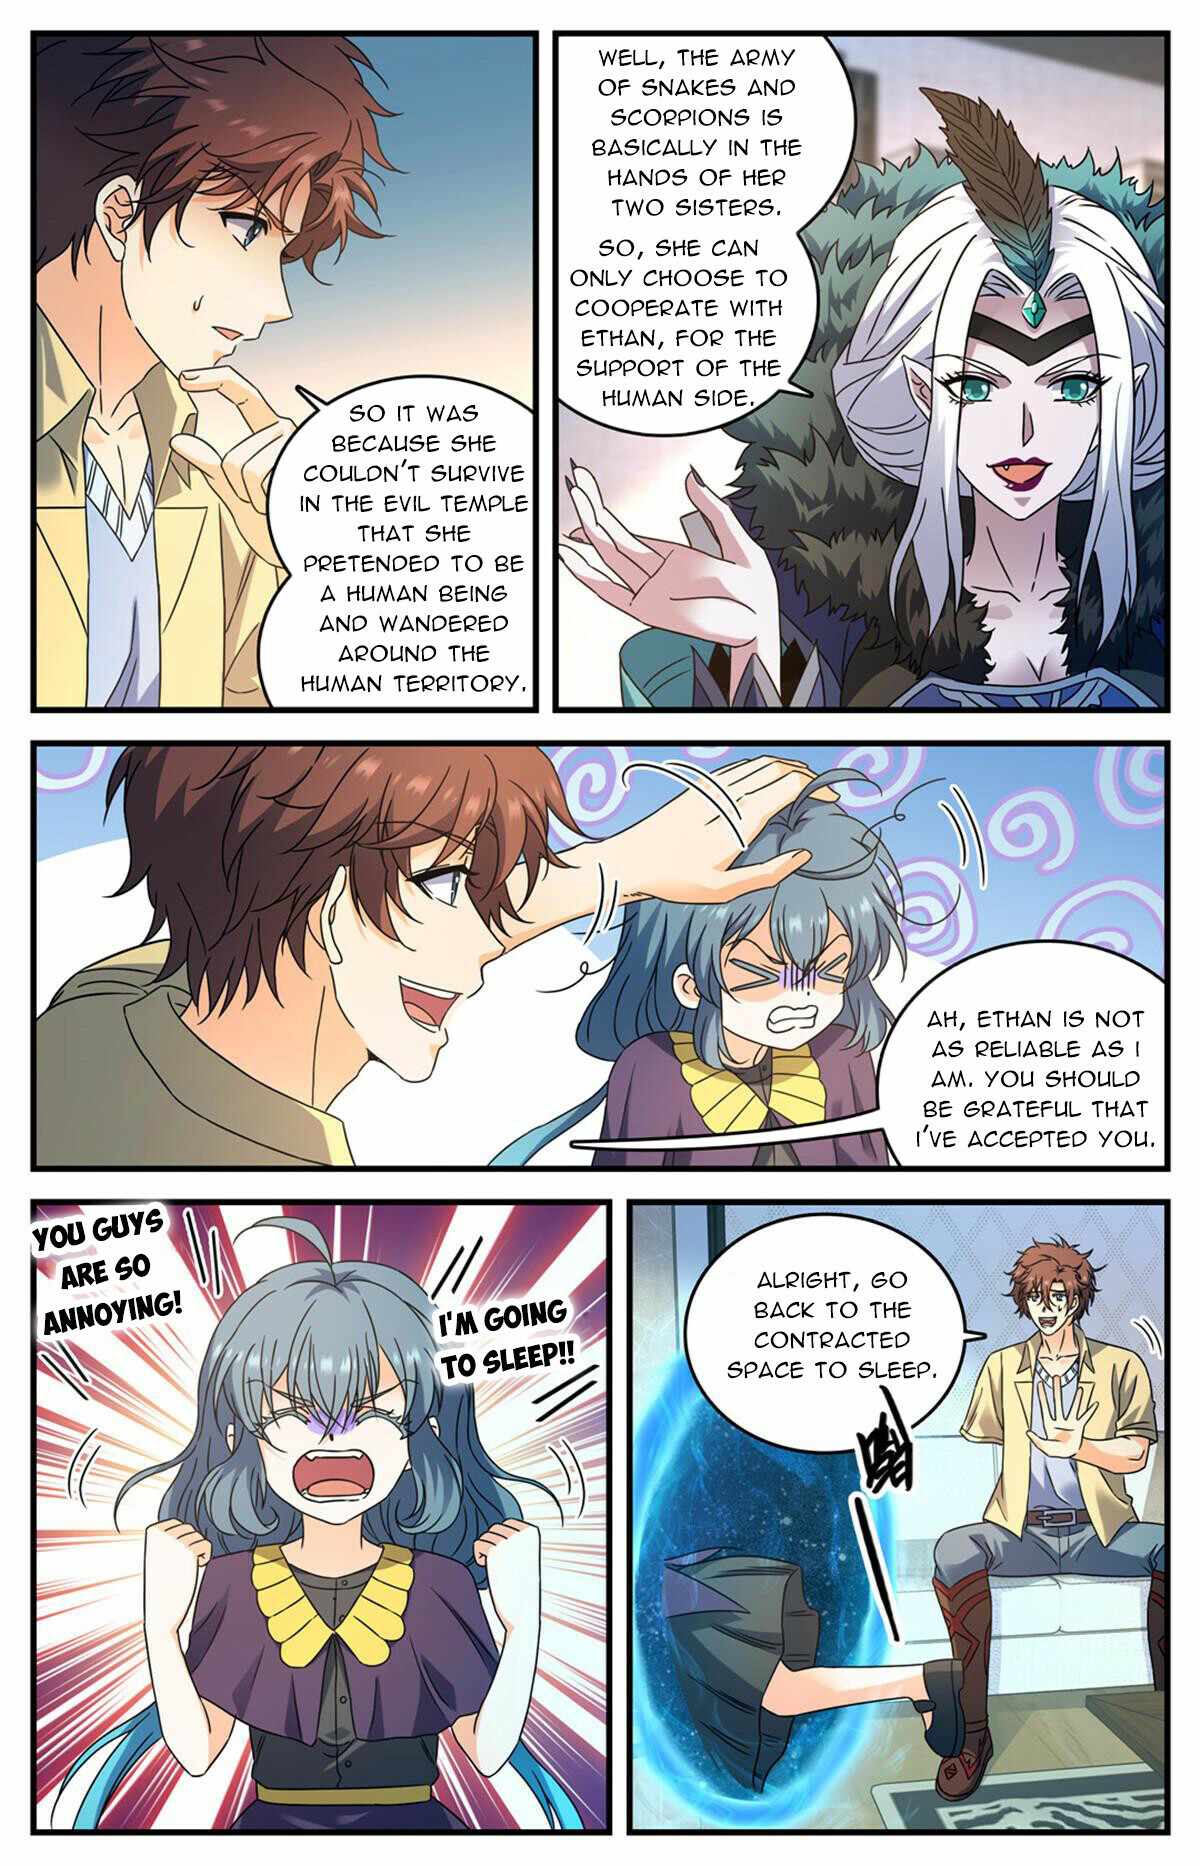 SO IT WAS
BECAUSE SHE
COULDN'T SURVIVE
IN THE EVIL TEMPLE
THAT SHE
PRETENDED TO BE
A HUMAN BEING
AND WANDERED
AROUND THE
HUMAN TERRITORY.
WELL, THE ARMY
OF SNAKES AND
SCORPIONS IS
BASICALLY IN THE
HANDS OF HER
TWO SISTERS.
SO, SHE CAN
ONLY CHOOSE TO
COOPERATE WITH
ETHAN, FOR THE
SUPPORT OF THE
HUMAN SIDE.
AH, ETHAN IS NOT
AS RELIABLE AS I
AM. YOU SHOULD
BE GRATEFUL THAT
I'VE ACCEPTED YOU.
YOU GUYS
ARE SO
ANNOYING!
I'M GOING
TO SLEEP!!
ALRIGHT, GO
BACK TO THE
CONTRACTED
SPACE TO SLEEP.